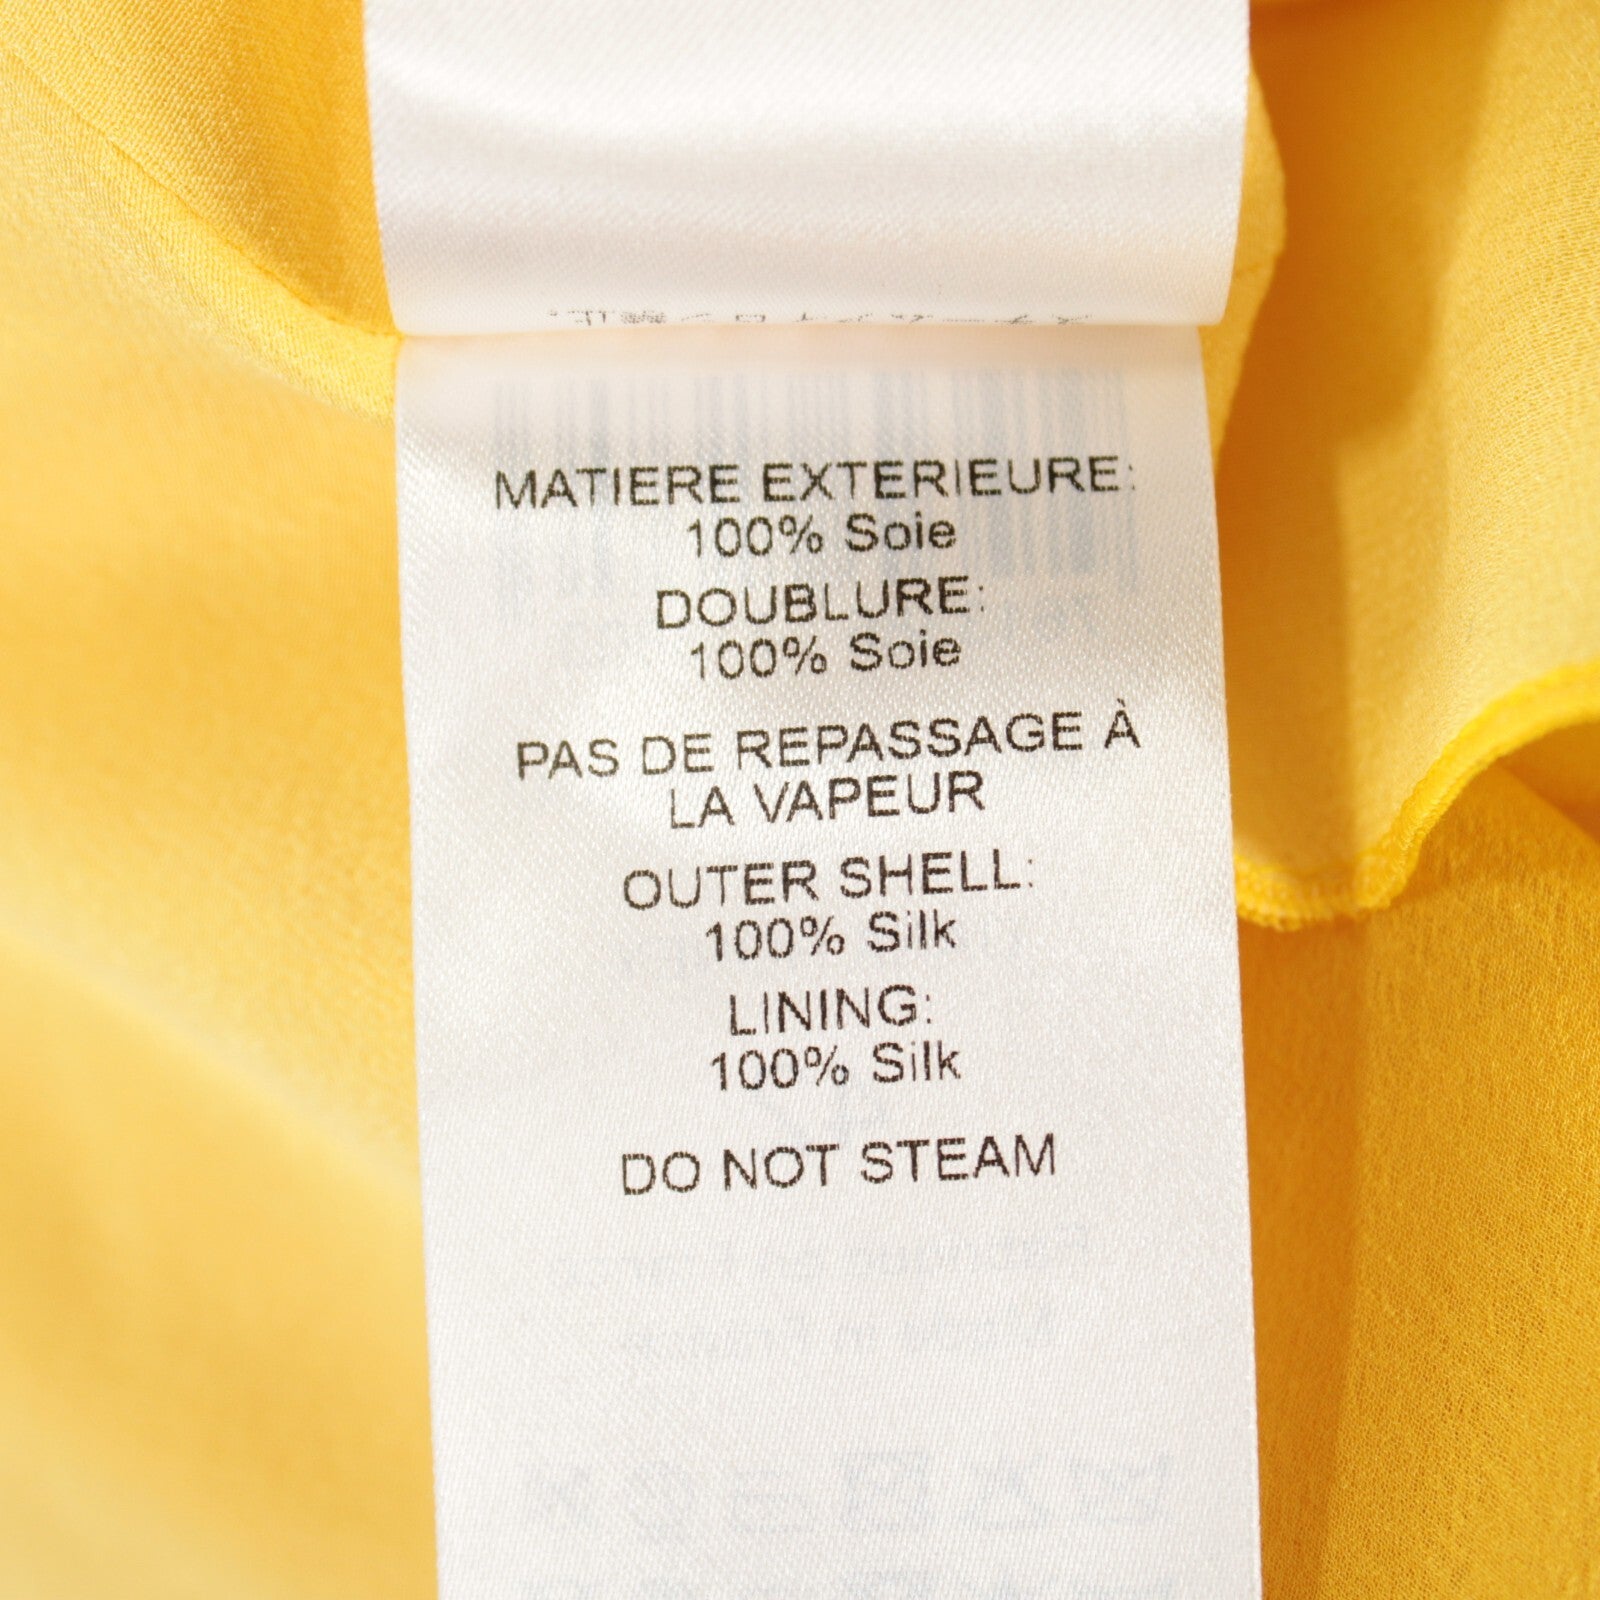 MATIERE EXTERIEURE:
100% Soie
DOUBLURE:
100% Soie
PAS DE REPASSAGE À
LA VAPEUR
OUTER SHELL:
100% Silk
LINING:
100% Silk
DO NOT STEAM